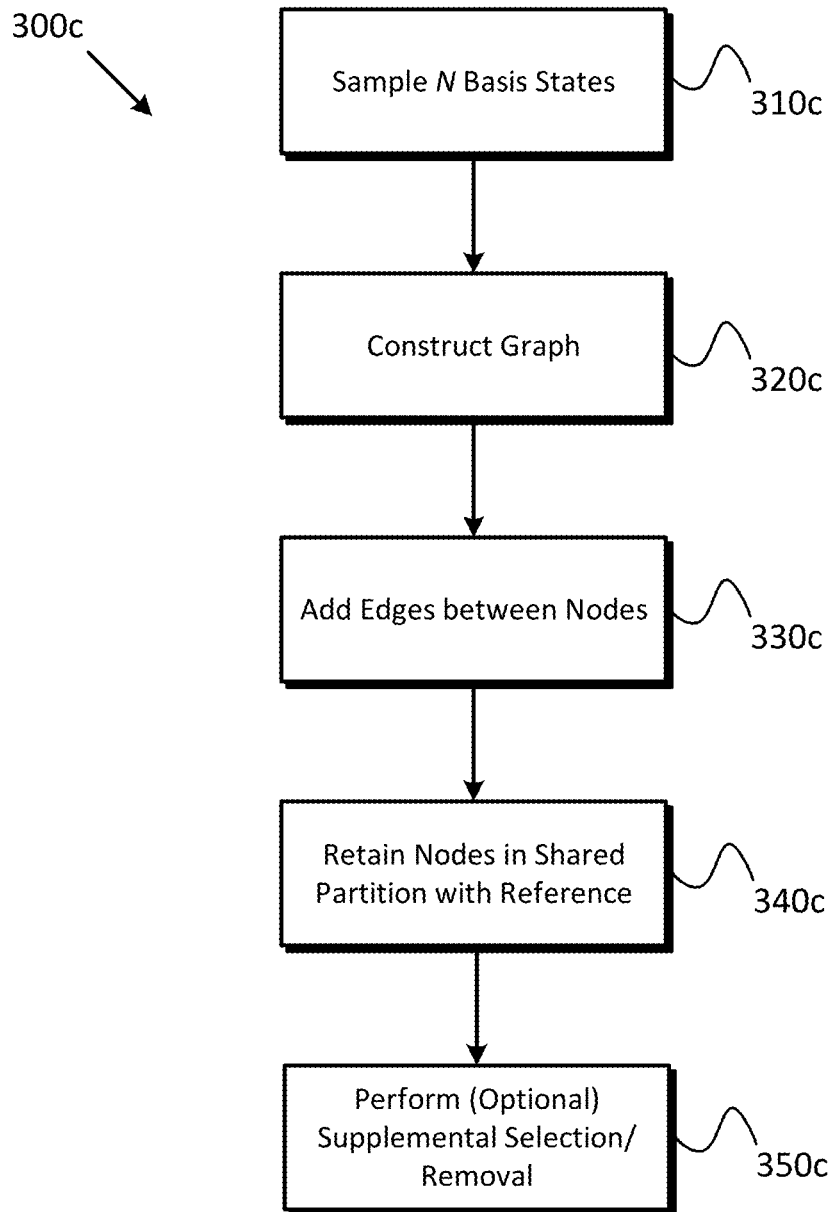 300c
Sample N Basis States
310c
Construct Graph
320c
Add Edges between Nodes
330c
Retain Nodes in Shared
Partition with Reference
340c
Perform (Optional)
Supplemental Selection/
Removal
350c